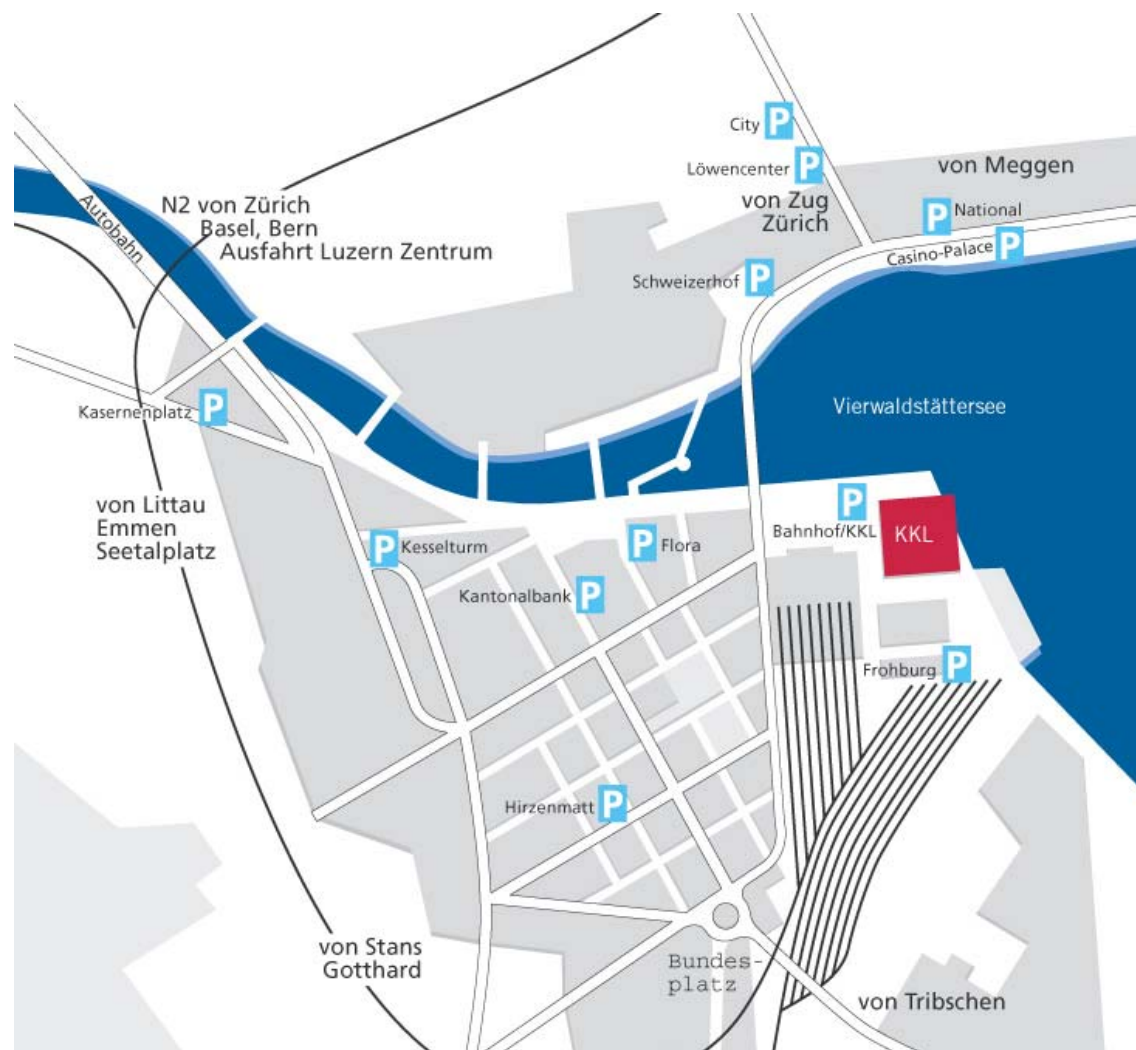 City P
Löwencenter P
von Meggen
von Zug
Zürich
P National
Casino-Palace P
Schweizerhof P
N2 von Zürich
Basel, Bern
Ausfahrt Luzern Zentrum
Autobahn
Kasernenplatz P
Vierwaldstättersee
von Littau
Emmen
Seetalplatz
P Kesselturm
P Flora
P
Bahnhof/KKL
KKL
Kantonalbank P
Frohburg P
Hirzenmatt P
von Stans
Gotthard
Bundes-
platz
von Tribschen